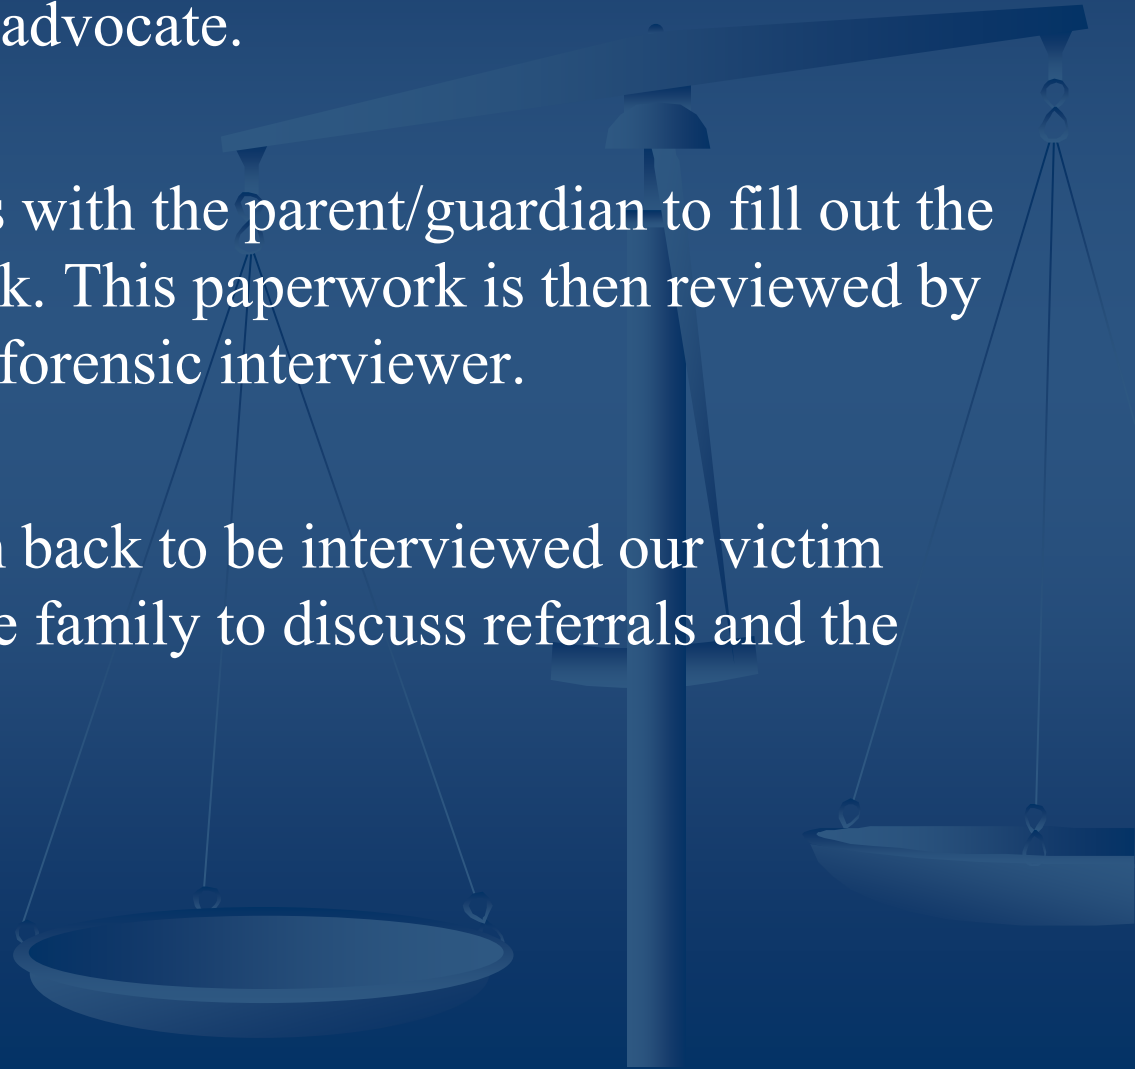 advocate.
with the parent/guardian to fill out the
k. This paperwork is then reviewed by
forensic interviewer.
back to be interviewed our victim
e family to discuss referrals and the